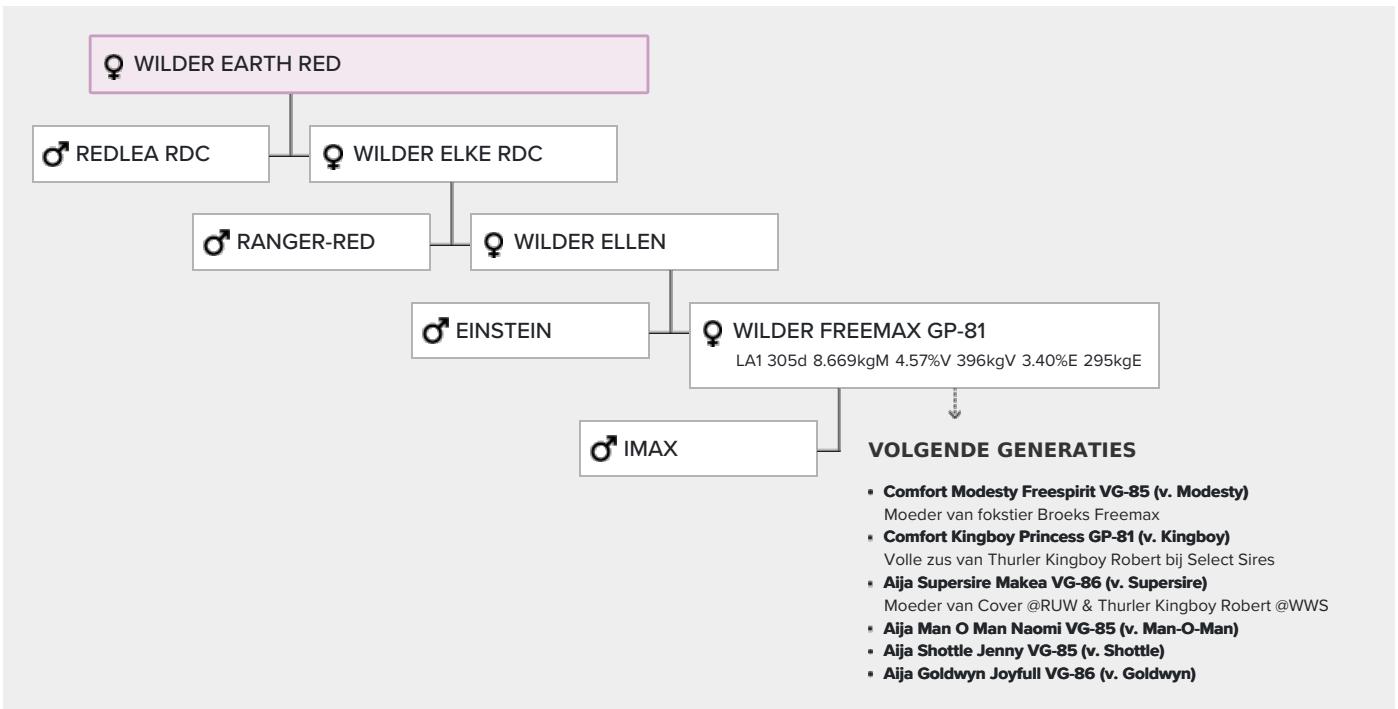 WILDER EARTH RED
REDLEA RDC
WILDER ELKE RDC
RANGER-RED
WILDER ELLEN
EINSTEIN
WILDER FREEMAX GP-81
LA1 305d 8.669kgM 4.57%V 396kgV 3.40%E 295kgE
IMAX
VOLGENDE GENERATIES
Comfort Modesty Freespirit VG-85 (v. Modesty)
Moeder van fokstier Broeks Freemax
Comfort Kingboy Princess GP-81 (v. Kingboy)
Volle zus van Thurler Kingboy Robert bij Select Sires
Aija Supersire Makea VG-86 (v. Supersire)
Moeder van Cover @RUW & Thurler Kingboy Robert @WWS
Aija Man O Man Naomi VG-85 (v. Man-O-Man)
Aija Shottle Jenny VG-85 (v. Shottle)
Aija Goldwyn Joyfull VG-86 (v. Goldwyn)